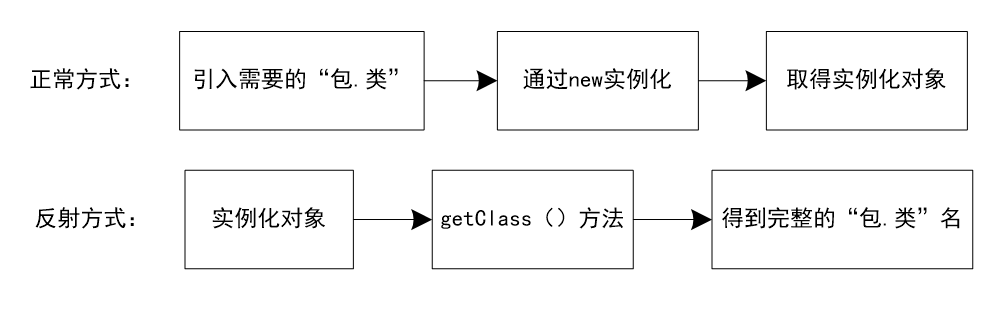 正常方式：
引入需要的“包.类”
通过new实例化
取得实例化对象
反射方式：
实例化对象
getClass（）方法
得到完整的“包.类”名